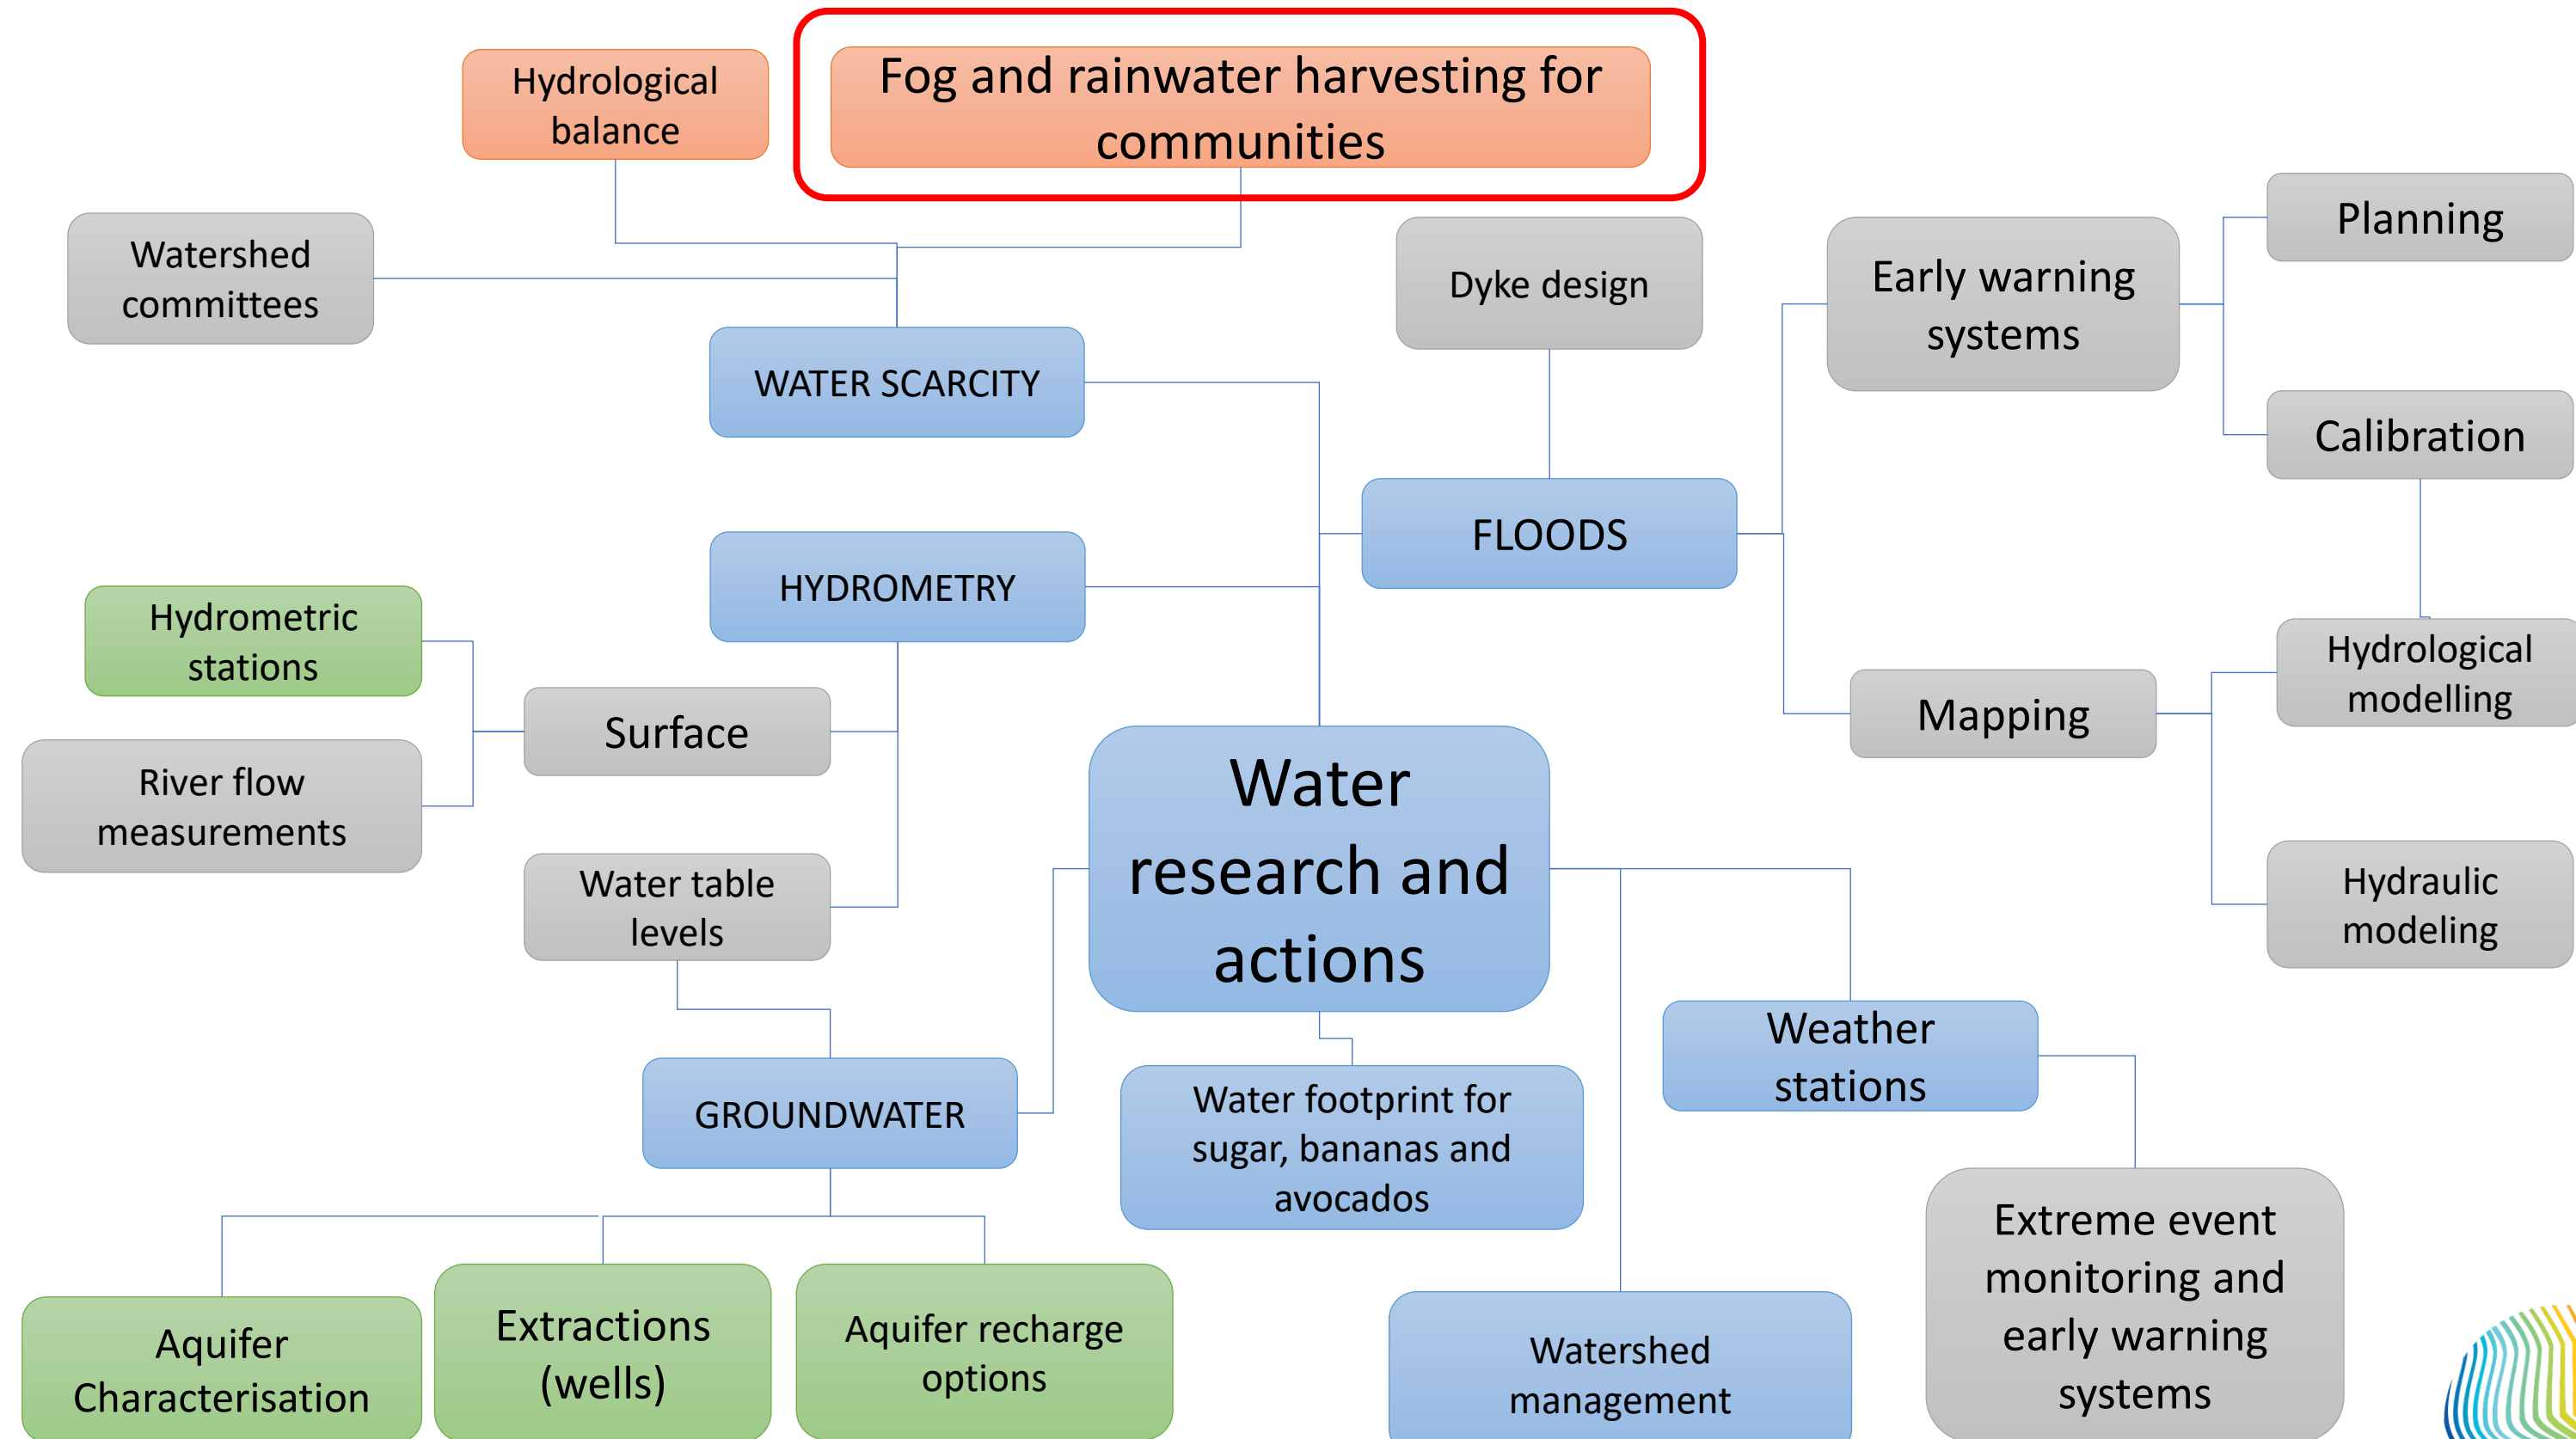 Hydrological
balance
Fog and rainwater harvesting for
communities
Watershed
committees
Dyke design
Early warning
systems
Planning
Calibration
WATER SCARCITY
FLOODS
HYDROMETRY
Hydrometric
stations
Surface
River flow
measurements
Water table
levels
Mapping
Hydrological
modelling
Hydraulic
modeling
Water
research and
actions
Weather
stations
GROUNDWATER
Water footprint for
sugar, bananas and
avocados
Extreme event
monitoring and
early warning
systems
Aquifer
Characterisation
Extractions
(wells)
Aquifer recharge
options
Watershed
management